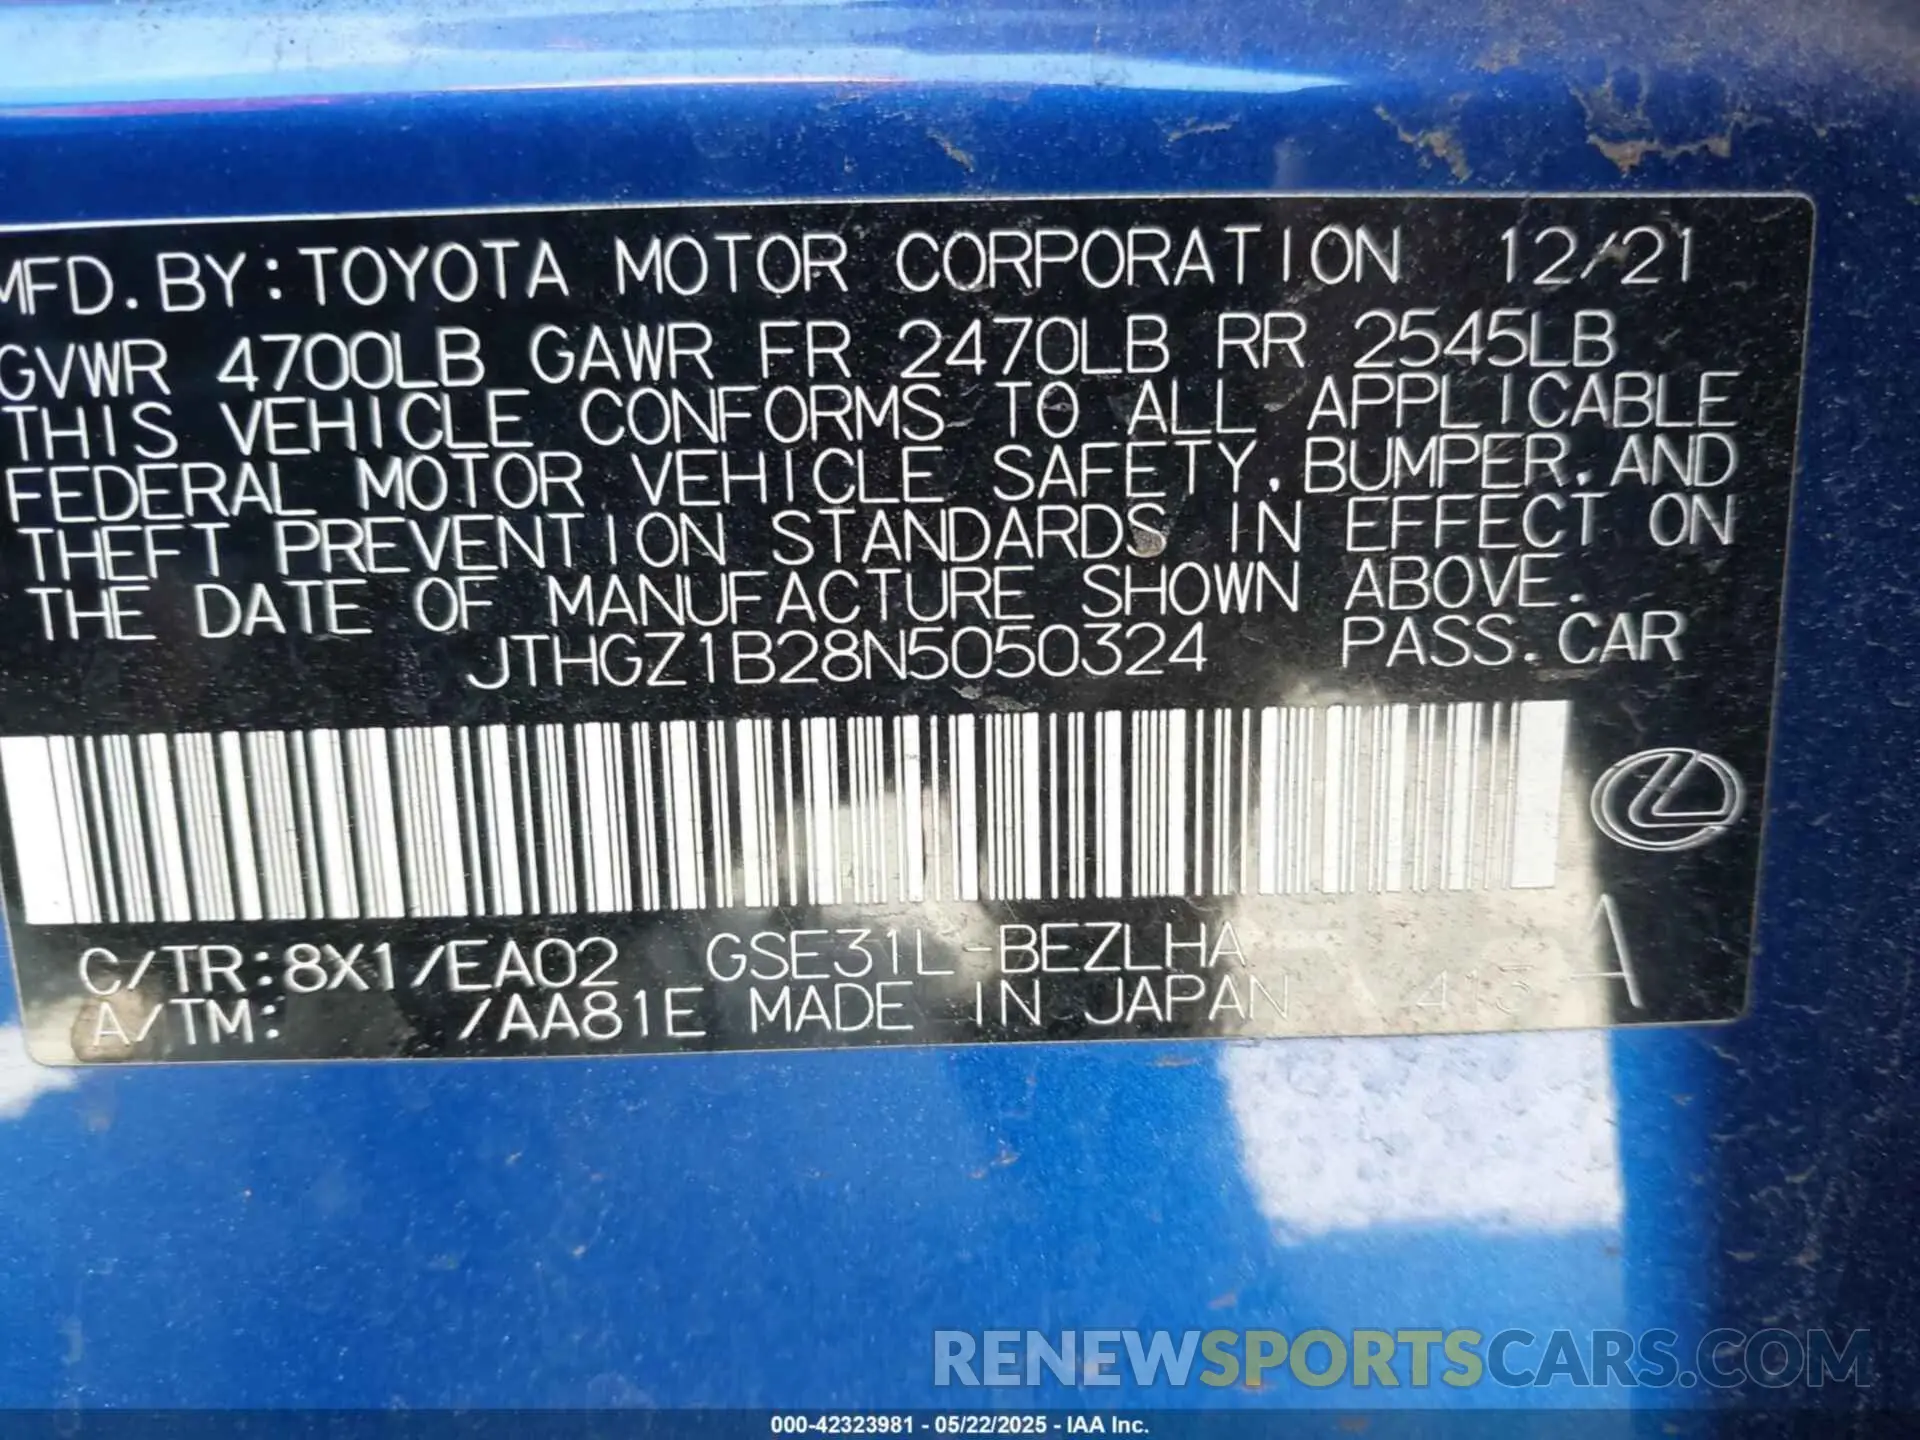 MFD. BY: TOYOTA MOTOR CORPORATION 12/21
GVWR 4700LB GAWR FR 2470LB RR 2545LB
THIS VEHICLE CONFORMS TO ALL APPLICABLE
FEDERAL MOTOR VEHICLE SAFETY, BUMPER, AND
THEFT PREVENTION STANDARDS IN EFFECT ON
THE DATE OF MANUFACTURE SHOWN ABOVE.
JTHGZ1B28N5050324 PASS. CAR
C/TR: 8X1/EA02 GSE31L-BEZLHA
A/TM: /AA81E MADE IN JAPAN 413 A
RENEWSPORTSCARS.COM
000-42323981 - 05/22/2025 - IAA Inc.